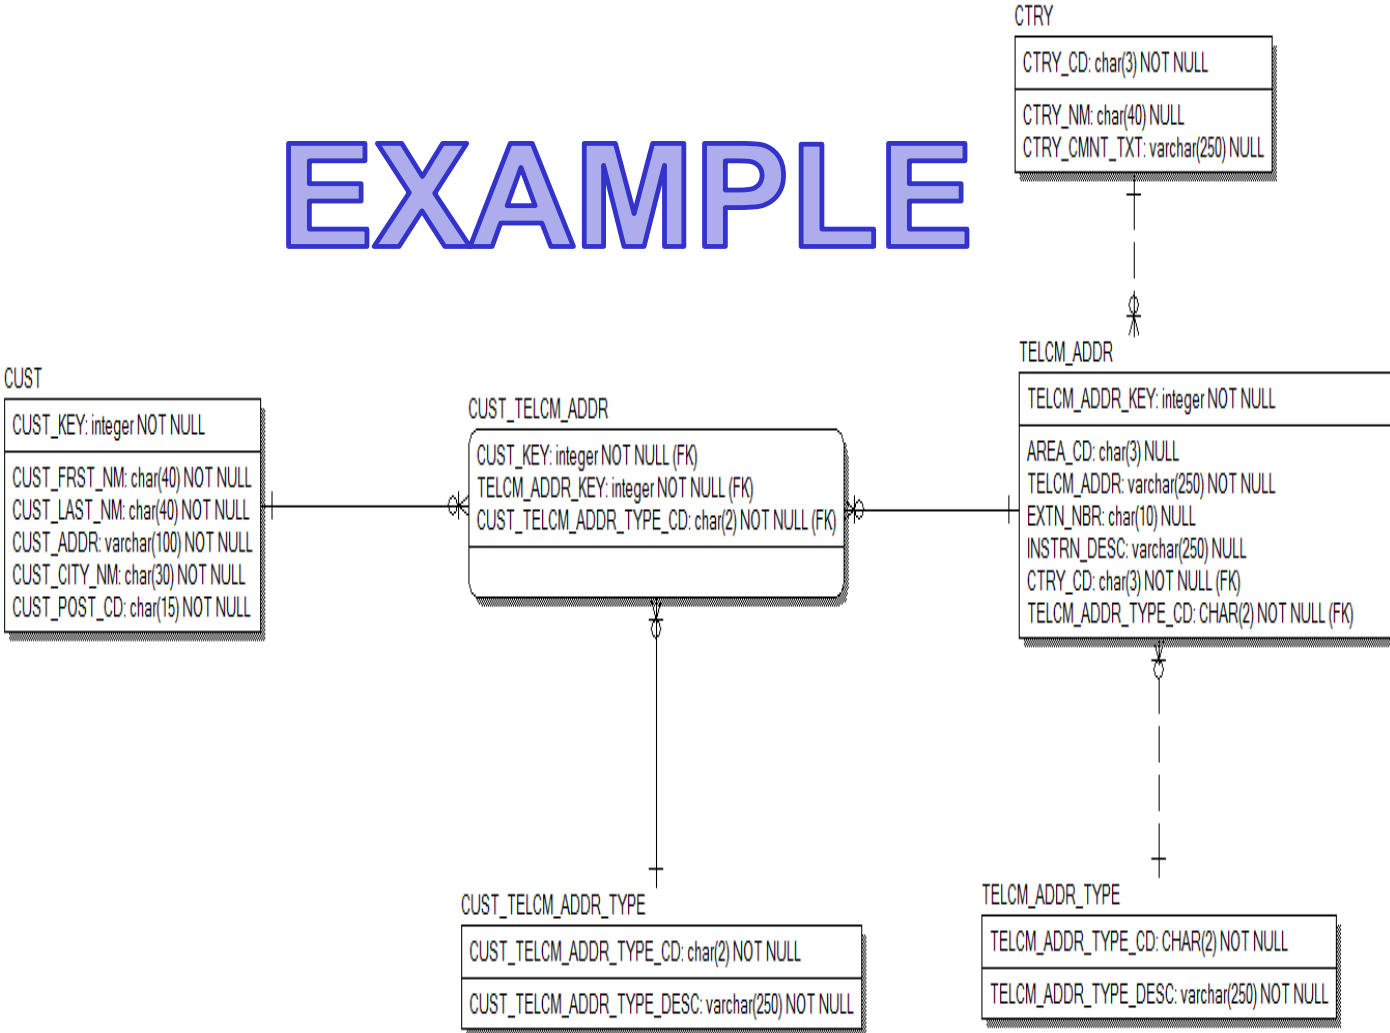 CTRY
CTRY_CD: char(3) NOT NULL
CTRY_NM: char(40) NULL
CTRY_CMNT_TXT: varchar(250) NULL
EXAMPLE
CUST
CUST_KEY: integer NOT NULL
CUST_FRST_NM: char(40) NOT NULL
CUST_LAST_NM: char(40) NOT NULL
CUST_ADDR: varchar(100) NOT NULL
CUST_CITY_NM: char(30) NOT NULL
CUST_POST_CD: char(15) NOT NULL
CUST_TELCM_ADDR
CUST_KEY: integer NOT NULL (FK)
TELCM_ADDR_KEY: integer NOT NULL (FK)
CUST_TELCM_ADDR_TYPE_CD: char(2) NOT NULL (FK)
TELCM_ADDR
TELCM_ADDR_KEY: integer NOT NULL
AREA_CD: char(3) NULL
TELCM_ADDR: varchar(250) NOT NULL
EXTN_NBR: char(10) NULL
INSTRN_DESC: varchar(250) NULL
CTRY_CD: char(3) NOT NULL (FK)
TELCM_ADDR_TYPE_CD: CHAR(2) NOT NULL (FK)
CUST_TELCM_ADDR_TYPE
CUST_TELCM_ADDR_TYPE_CD: char(2) NOT NULL
CUST_TELCM_ADDR_TYPE_DESC: varchar(250) NOT NULL
TELCM_ADDR_TYPE
TELCM_ADDR_TYPE_CD: CHAR(2) NOT NULL
TELCM_ADDR_TYPE_DESC: varchar(250) NOT NULL